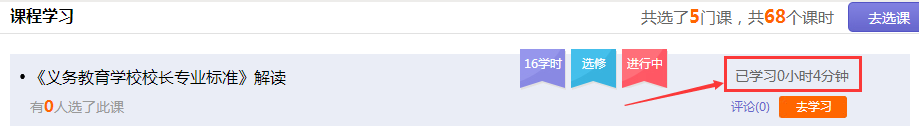 课程学习
共选了5门课，共68个课时
去选课
• 《义务教育学校校长专业标准》解读
16学时
选修
进行中
已学习0小时4分钟
有0人选了此课
评论(0)
去学习